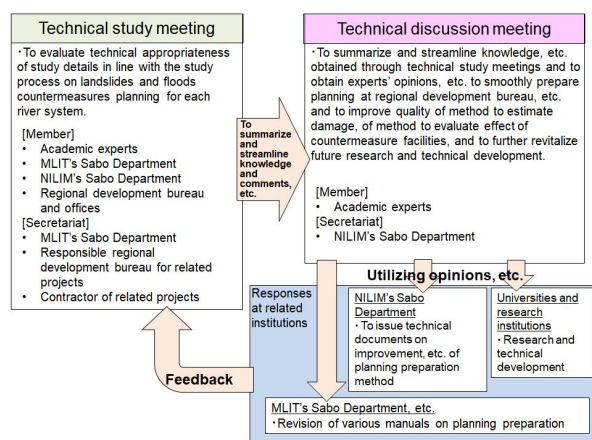 Technical study meeting
・To evaluate technical appropriateness
of study details in line with the study
process on landslides and floods
countermeasures planning for each
river system.
[Member]
• Academic experts
• MLIT's Sabo Department
• NILIM's Sabo Department
• Regional development bureau
and offices
[Secretariat]
• MLIT's Sabo Department
• Responsible regional
development bureau for related
projects
• Contractor of related projects
To
summarize
and
streamline
knowledge
and
comments,
etc.
Technical discussion meeting
・To summarize and streamline knowledge, etc.
obtained through technical study meetings and to
obtain experts' opinions, etc. to smoothly prepare
planning at regional development bureau, etc.
and to improve quality of method to estimate
damage, of method to evaluate effect of
countermeasure facilities, and to further revitalize
future research and technical development.
[Member]
• Academic experts
[Secretariat]
• NILIM's Sabo Department
Utilizing opinions, etc.
Responses
at related
institutions
NILIM's Sabo
Department
・To issue technical
documents on
improvement, etc. of
planning preparation
method
Universities and
research
institutions
・Research and
technical
development
Feedback
MLIT's Sabo Department, etc.
・Revision of various manuals on planning preparation